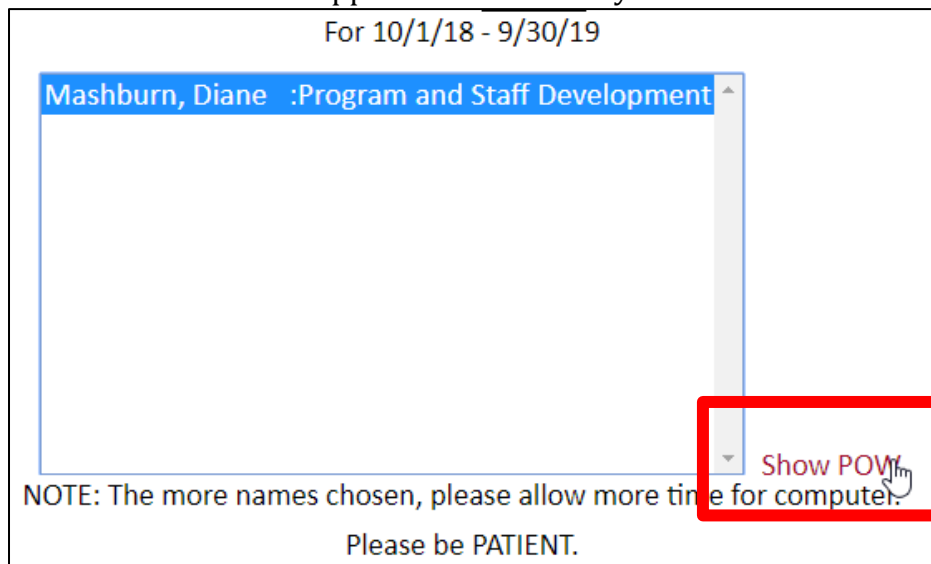 For 10/1/18 - 9/30/19
Mashburn, Diane :Program and Staff Development
Show POW
NOTE: The more names chosen, please allow more time for computer.
Please be PATIENT.